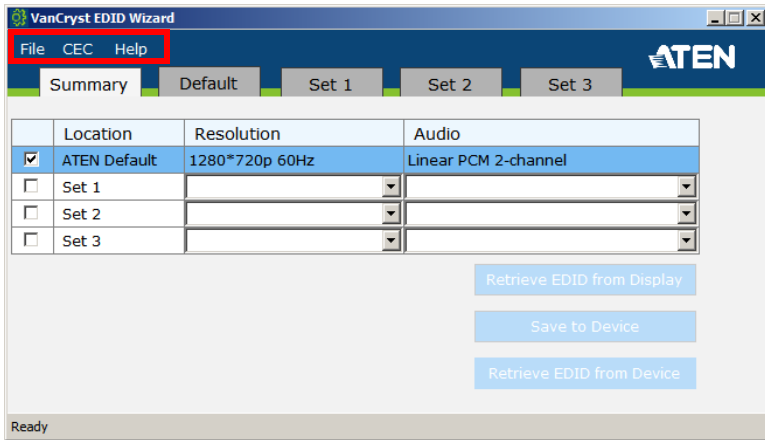 VanCryst EDID Wizard
File CEC Help
ATEN
Summary Default Set 1 Set 2 Set 3
Location Resolution Audio
ATEN Default 1280*720p 60Hz Linear PCM 2-channel
Set 1
Set 2
Set 3
Retrieve EDID from Display
Save to Device
Retrieve EDID from Device
Ready